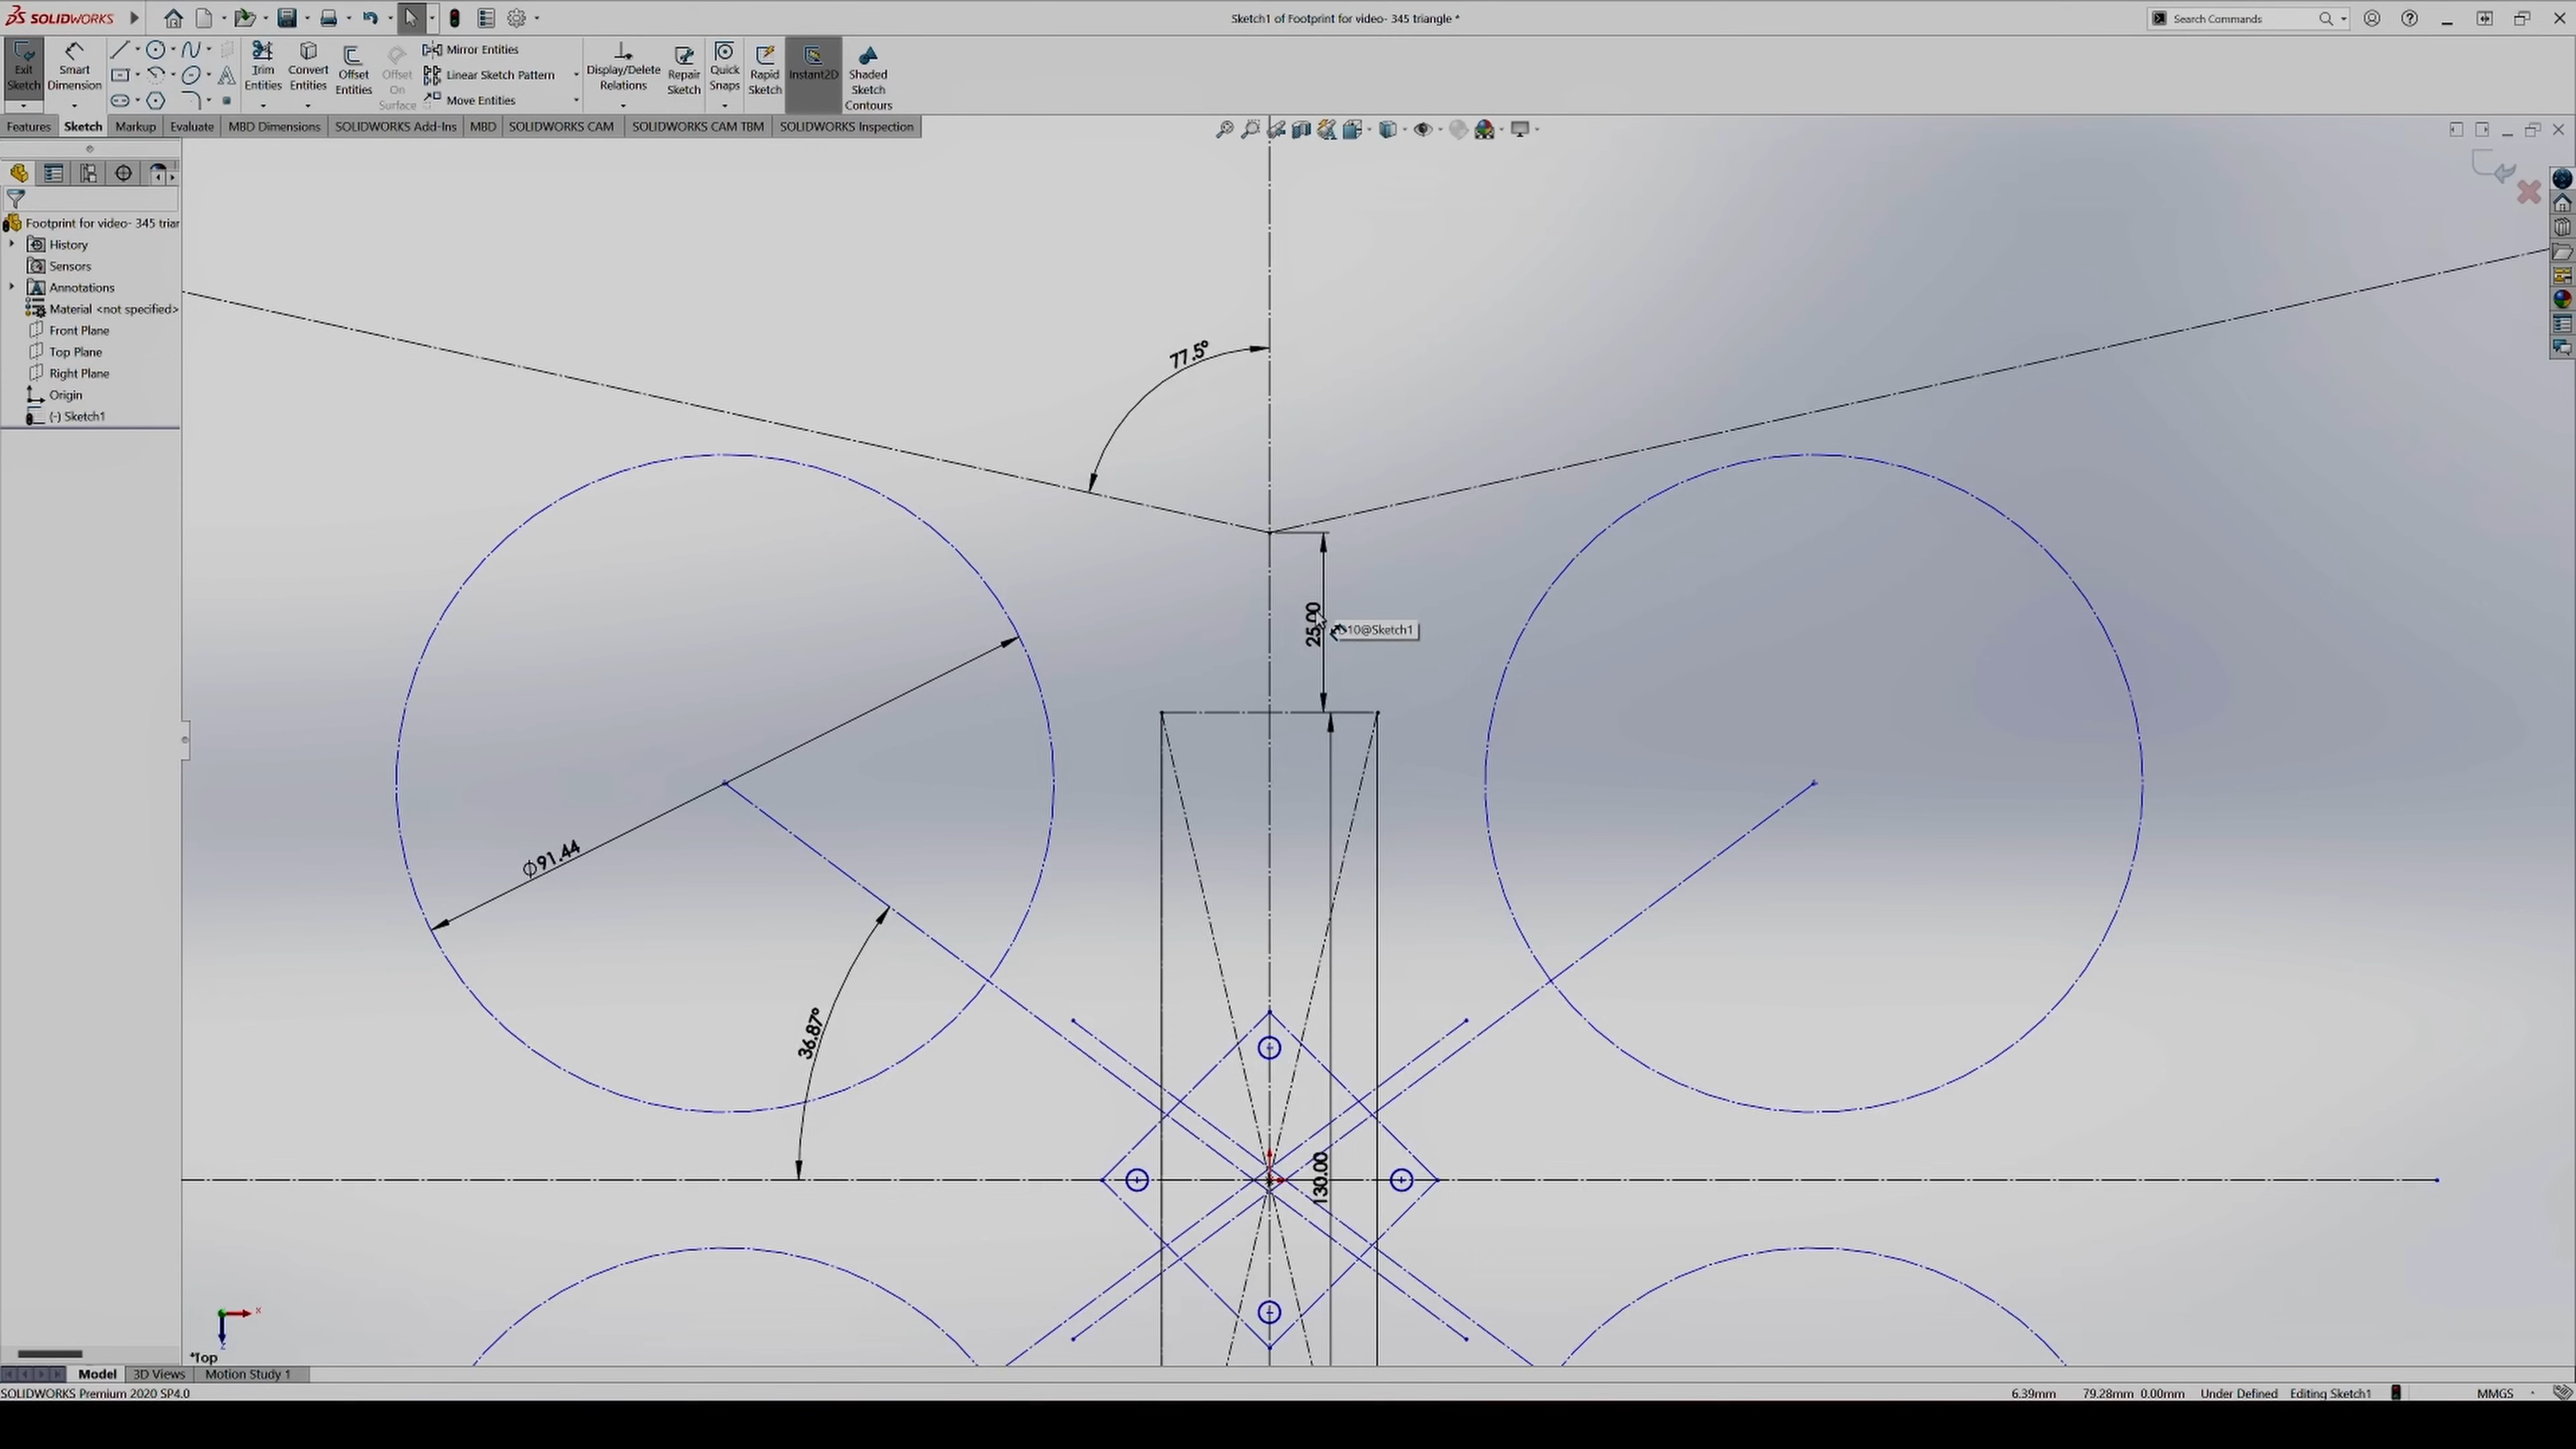 SOLIDWORKS
Sketch1 of Footprint for video- 345 triangle *
Search Commands
Exit Sketch
Smart Dimension
Trim Entities
Convert Entities
Offset Entities
Offset On Surface
Mirror Entities
Linear Sketch Pattern
Move Entities
Display/Delete Relations
Repair Sketch
Quick Snaps
Rapid Sketch
Instant2D
Shaded Sketch Contours
Features
Sketch
Markup
Evaluate
MBD Dimensions
SOLIDWORKS Add-Ins
MBD
SOLIDWORKS CAM
SOLIDWORKS CAM TBM
SOLIDWORKS Inspection
Footprint for video- 345 triar
History
Sensors
Annotations
Material <not specified>
Front Plane
Top Plane
Right Plane
Origin
(-) Sketch1
77.5°
25.00
10@Sketch1
∅91.44
36.87°
130.00
x
z
*Top
Model
3D Views
Motion Study 1
SOLIDWORKS Premium 2020 SP4.0
6.39mm
79.28mm
0.00mm
Under Defined
Editing Sketch1
MMGS